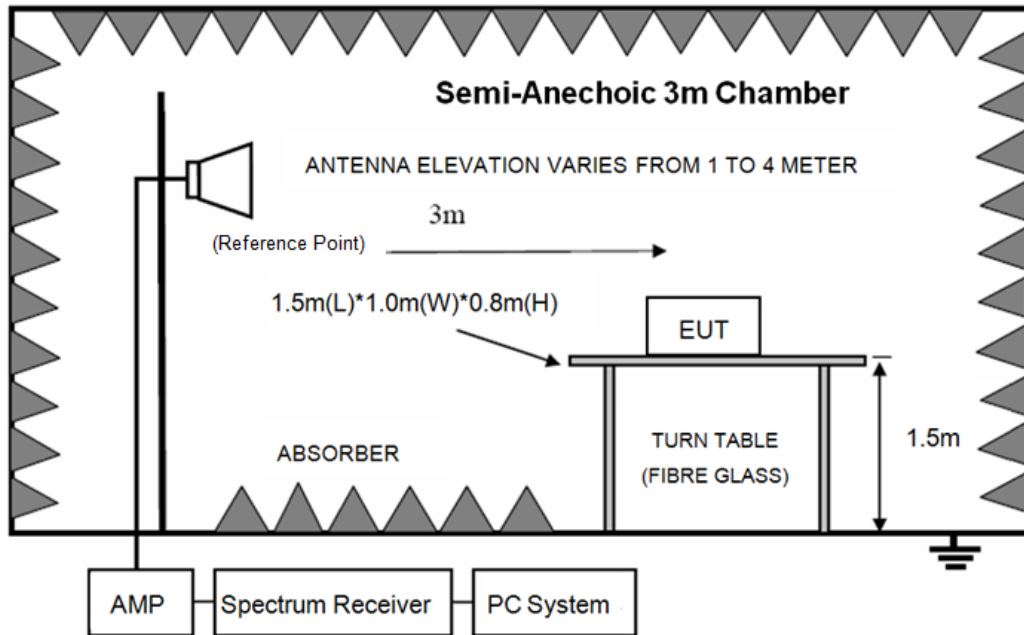 Semi-Anechoic 3m Chamber
ANTENNA ELEVATION VARIES FROM 1 TO 4 METER
3m
(Reference Point)
1.5m(L)*1.0m(W)*0.8m(H)
EUT
TURN TABLE
(FIBRE GLASS)
1.5m
ABSORBER
AMP
Spectrum Receiver
PC System